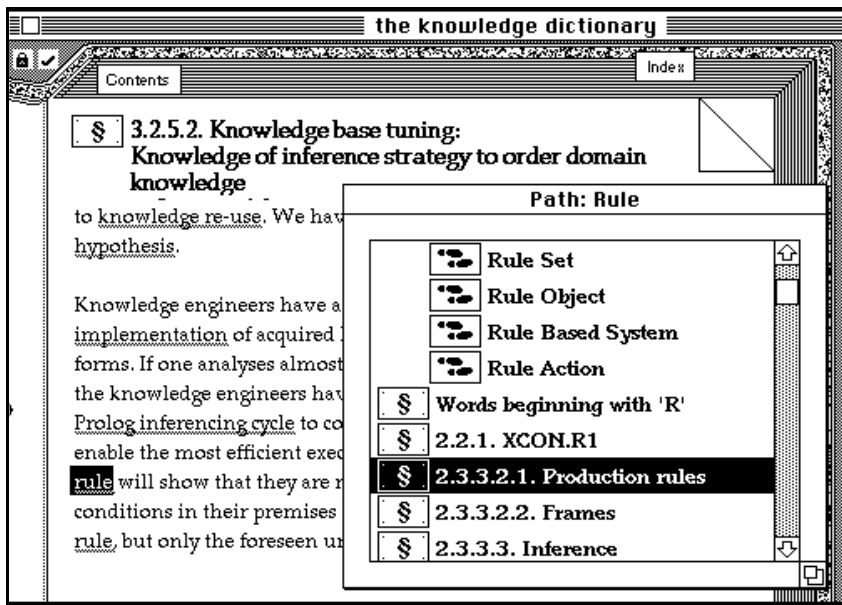 the knowledge dictionary
Contents
Index
§ 3.2.5.2. Knowledge base tuning:
Knowledge of inference strategy to order domain
knowledge
to knowledge re-use. We hav
hypothesis.
Knowledge engineers have a
implementation of acquired
forms. If one analyses almost
the knowledge engineers hav
Prolog inferencing cycle to co
enable the most efficient exec
rule will show that they are
conditions in their premises
rule, but only the foreseen un
Path: Rule
Rule Set
Rule Object
Rule Based System
Rule Action
§ Words beginning with 'R'
§ 2.2.1. XCON.R1
§ 2.3.3.2.1. Production rules
§ 2.3.3.2.2. Frames
§ 2.3.3.3. Inference